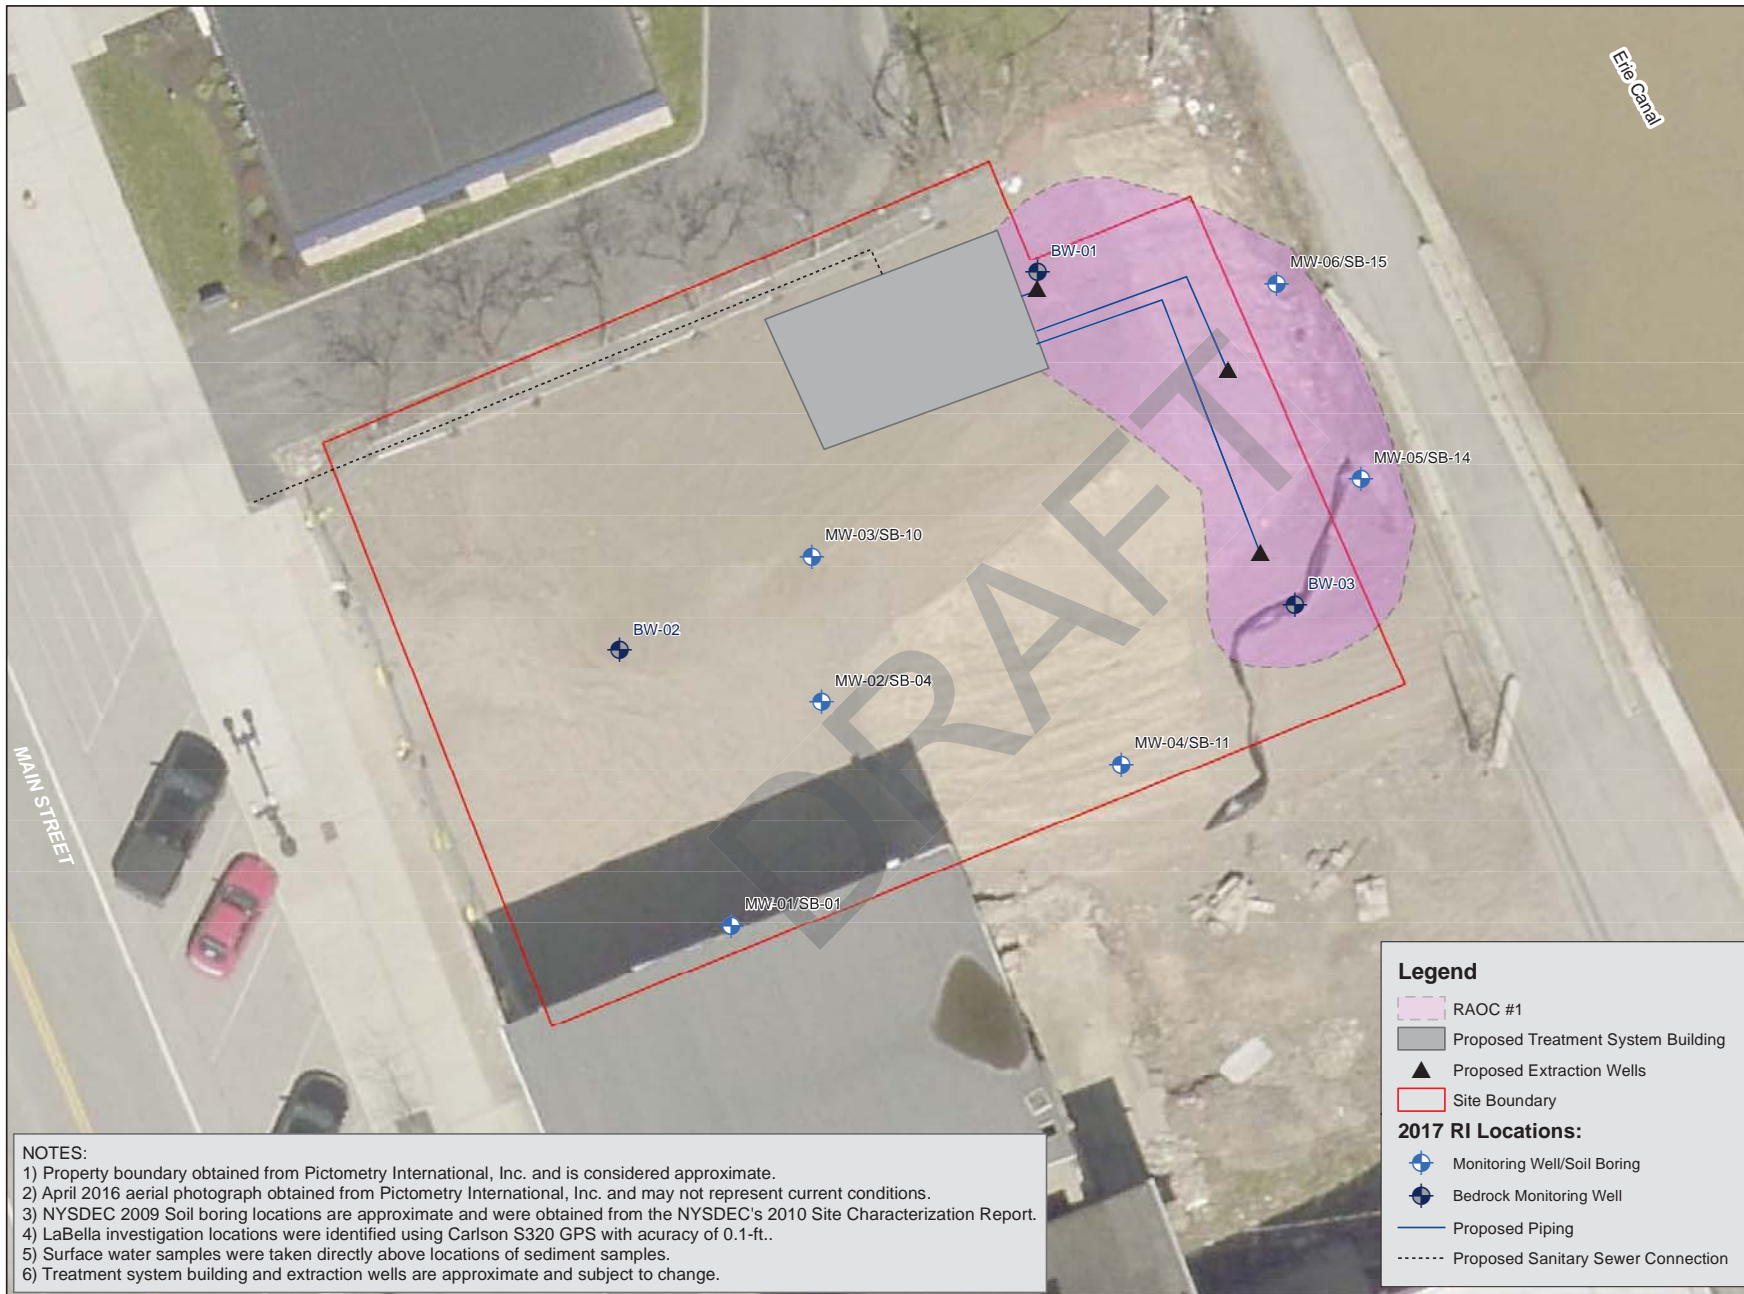 Erie Canal
BW-01
MW-06/SB-15
MW-05/SB-14
MW-03/SB-10
BW-03
BW-02
MW-02/SB-04
MW-04/SB-11
MAIN STREET
MW-01/SB-01
DRAFT
Legend
RAOC #1
Proposed Treatment System Building
Proposed Extraction Wells
Site Boundary
2017 RI Locations:
Monitoring Well/Soil Boring
Bedrock Monitoring Well
Proposed Piping
Proposed Sanitary Sewer Connection
NOTES:
1) Property boundary obtained from Pictometry International, Inc. and is considered approximate.
2) April 2016 aerial photograph obtained from Pictometry International, Inc. and may not represent current conditions.
3) NYSDEC 2009 Soil boring locations are approximate and were obtained from the NYSDEC's 2010 Site Characterization Report.
4) LaBella investigation locations were identified using Carlson S320 GPS with acuracy of 0.1-ft..
5) Surface water samples were taken directly above locations of sediment samples.
6) Treatment system building and extraction wells are approximate and subject to change.